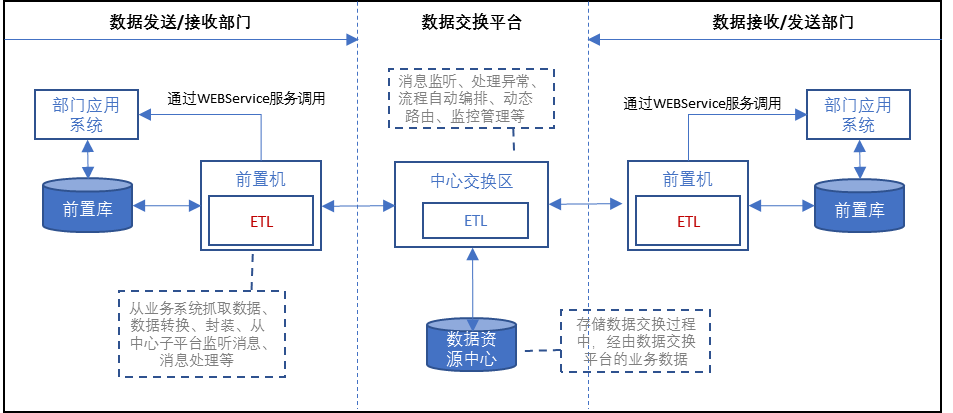 数据发送/接收部门
数据交换平台
数据接收/发送部门
消息监听、处理异常、
流程自动编排、动态
路由、监控管理等
部门应用
系统
通过WEBService服务调用
通过WEBService服务调用
部门应用
系统
前置库
前置机
ETL
中心交换区
ETL
前置机
ETL
前置库
从业务系统抓取数据、
数据转换、封装、从
中心子平台监听消息、
消息处理等
数据资
源中心
存储数据交换过程
中，经由数据交换
平台的业务数据